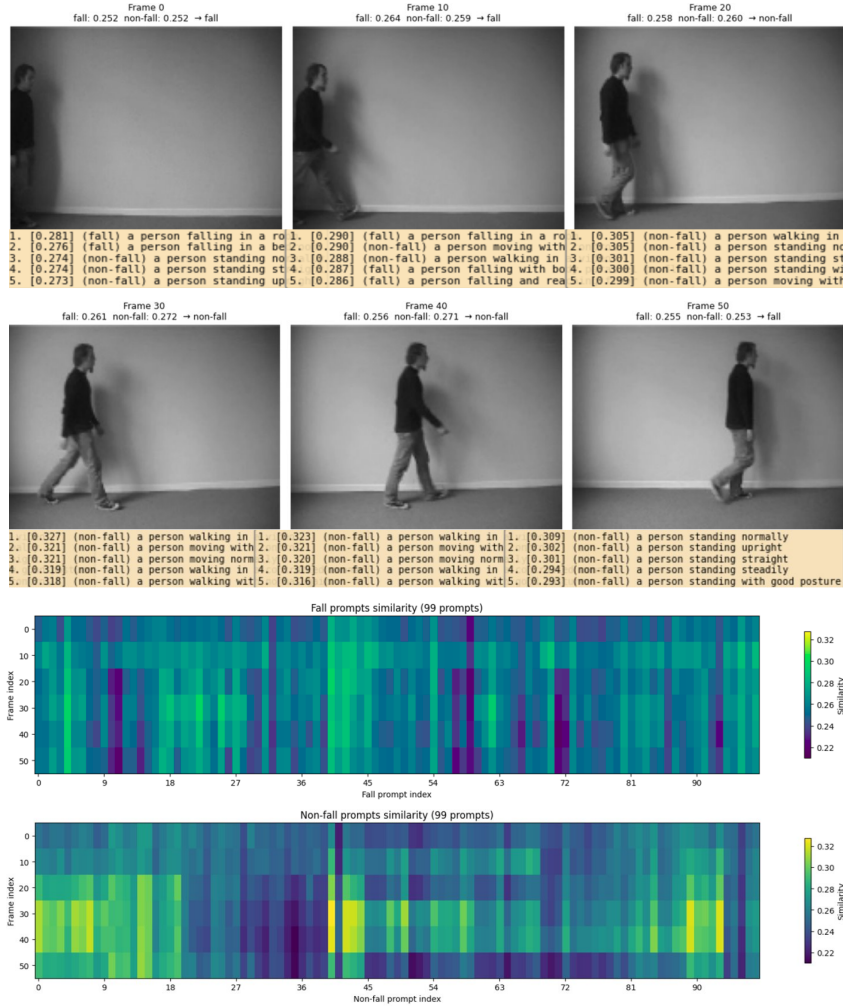 Frame 0
fall: 0.252 non-fall: 0.252 → fall
Frame 10
fall: 0.264 non-fall: 0.259 → fall
Frame 20
fall: 0.258 non-fall: 0.260 → non-fall
1. [0.281] (fall) a person falling in a ro
2. [0.276] (fall) a person falling in a be
3. [0.274] (non-fall) a person standing no
4. [0.274] (non-fall) a person standing st
5. [0.273] (non-fall) a person standing up
1. [0.290] (fall) a person falling in a ro
2. [0.290] (non-fall) a person moving with
3. [0.288] (non-fall) a person walking in
4. [0.287] (fall) a person falling with bo
5. [0.286] (fall) a person falling and rea
1. [0.305] (non-fall) a person walking in
2. [0.305] (non-fall) a person standing no
3. [0.301] (non-fall) a person standing st
4. [0.300] (non-fall) a person standing wi
5. [0.299] (non-fall) a person moving with
Frame 30
fall: 0.261 non-fall: 0.272 → non-fall
Frame 40
fall: 0.256 non-fall: 0.271 → non-fall
Frame 50
fall: 0.255 non-fall: 0.253 → fall
1. [0.327] (non-fall) a person walking in
2. [0.321] (non-fall) a person moving with
3. [0.321] (non-fall) a person moving norm
4. [0.319] (non-fall) a person walking in
5. [0.318] (non-fall) a person walking wit
1. [0.323] (non-fall) a person walking in
2. [0.321] (non-fall) a person moving with
3. [0.320] (non-fall) a person moving norm
4. [0.319] (non-fall) a person walking in
5. [0.316] (non-fall) a person walking wit
1. [0.309] (non-fall) a person standing normally
2. [0.302] (non-fall) a person standing upright
3. [0.301] (non-fall) a person standing straight
4. [0.294] (non-fall) a person standing steadily
5. [0.293] (non-fall) a person standing with good posture
Fall prompts similarity (99 prompts)
Frame index
0
10
20
30
40
50
0 9 18 27 36 45 54 63 72 81 90
Fall prompt index
0.32
0.30
0.28
0.26
0.24
0.22
Similarity
Non-fall prompts similarity (99 prompts)
Frame index
0
10
20
30
40
50
0 9 18 27 36 45 54 63 72 81 90
Non-fall prompt index
0.32
0.30
0.28
0.26
0.24
0.22
Similarity